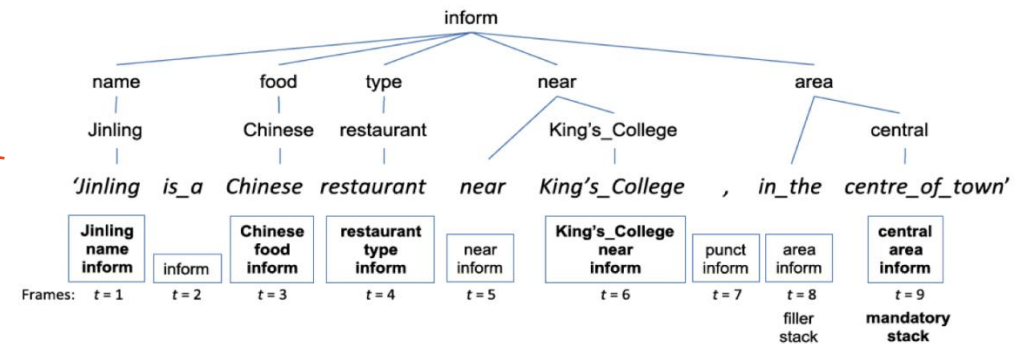 inform
name food type near area
Jinling Chinese restaurant King's_College central
'Jinling is_a Chinese restaurant near King's_College , in_the centre_of_town'
Jinling Chinese restaurant King's_College central
name food type near near near punct area area
inform inform inform inform inform inform inform inform inform
Frames: t = 1 t = 2 t = 3 t = 4 t = 5 t = 6 t = 7 t = 8 t = 9
filler mandatory
stack stack